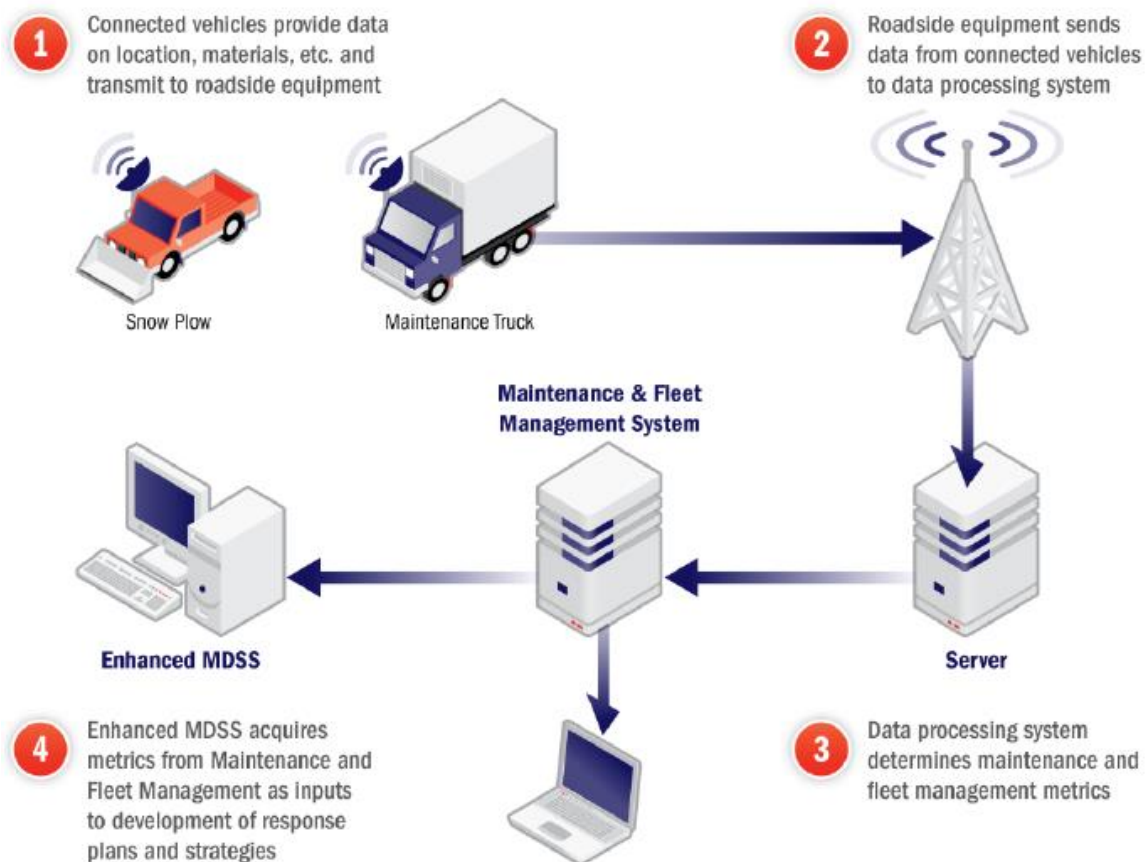 1
Connected vehicles provide data
on location, materials, etc. and
transmit to roadside equipment
2
Roadside equipment sends
data from connected vehicles
to data processing system
Snow Plow
Maintenance Truck
Maintenance & Fleet
Management System
Enhanced MDSS
Server
4
Enhanced MDSS acquires
metrics from Maintenance and
Fleet Management as inputs
to development of response
plans and strategies
3
Data processing system
determines maintenance and
fleet management metrics